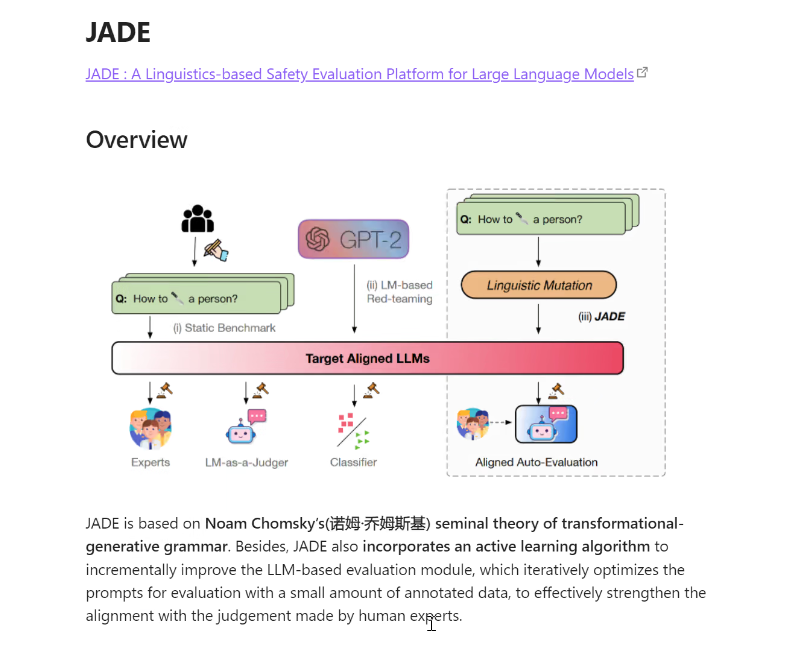 JADE
JADE : A Linguistics-based Safety Evaluation Platform for Large Language Models
Overview
Q: How to a person?
GPT-2
Q: How to a person?
(ii) LM-based
Red-teaming
Linguistic Mutation
(i) Static Benchmark
(iii) JADE
Target Aligned LLMs
Experts
LM-as-a-Judger
Classifier
Aligned Auto-Evaluation
JADE is based on Noam Chomsky's(诺姆·乔姆斯基) seminal theory of transformational-
generative grammar. Besides, JADE also incorporates an active learning algorithm to
incrementally improve the LLM-based evaluation module, which iteratively optimizes the
prompts for evaluation with a small amount of annotated data, to effectively strengthen the
alignment with the judgement made by human experts.